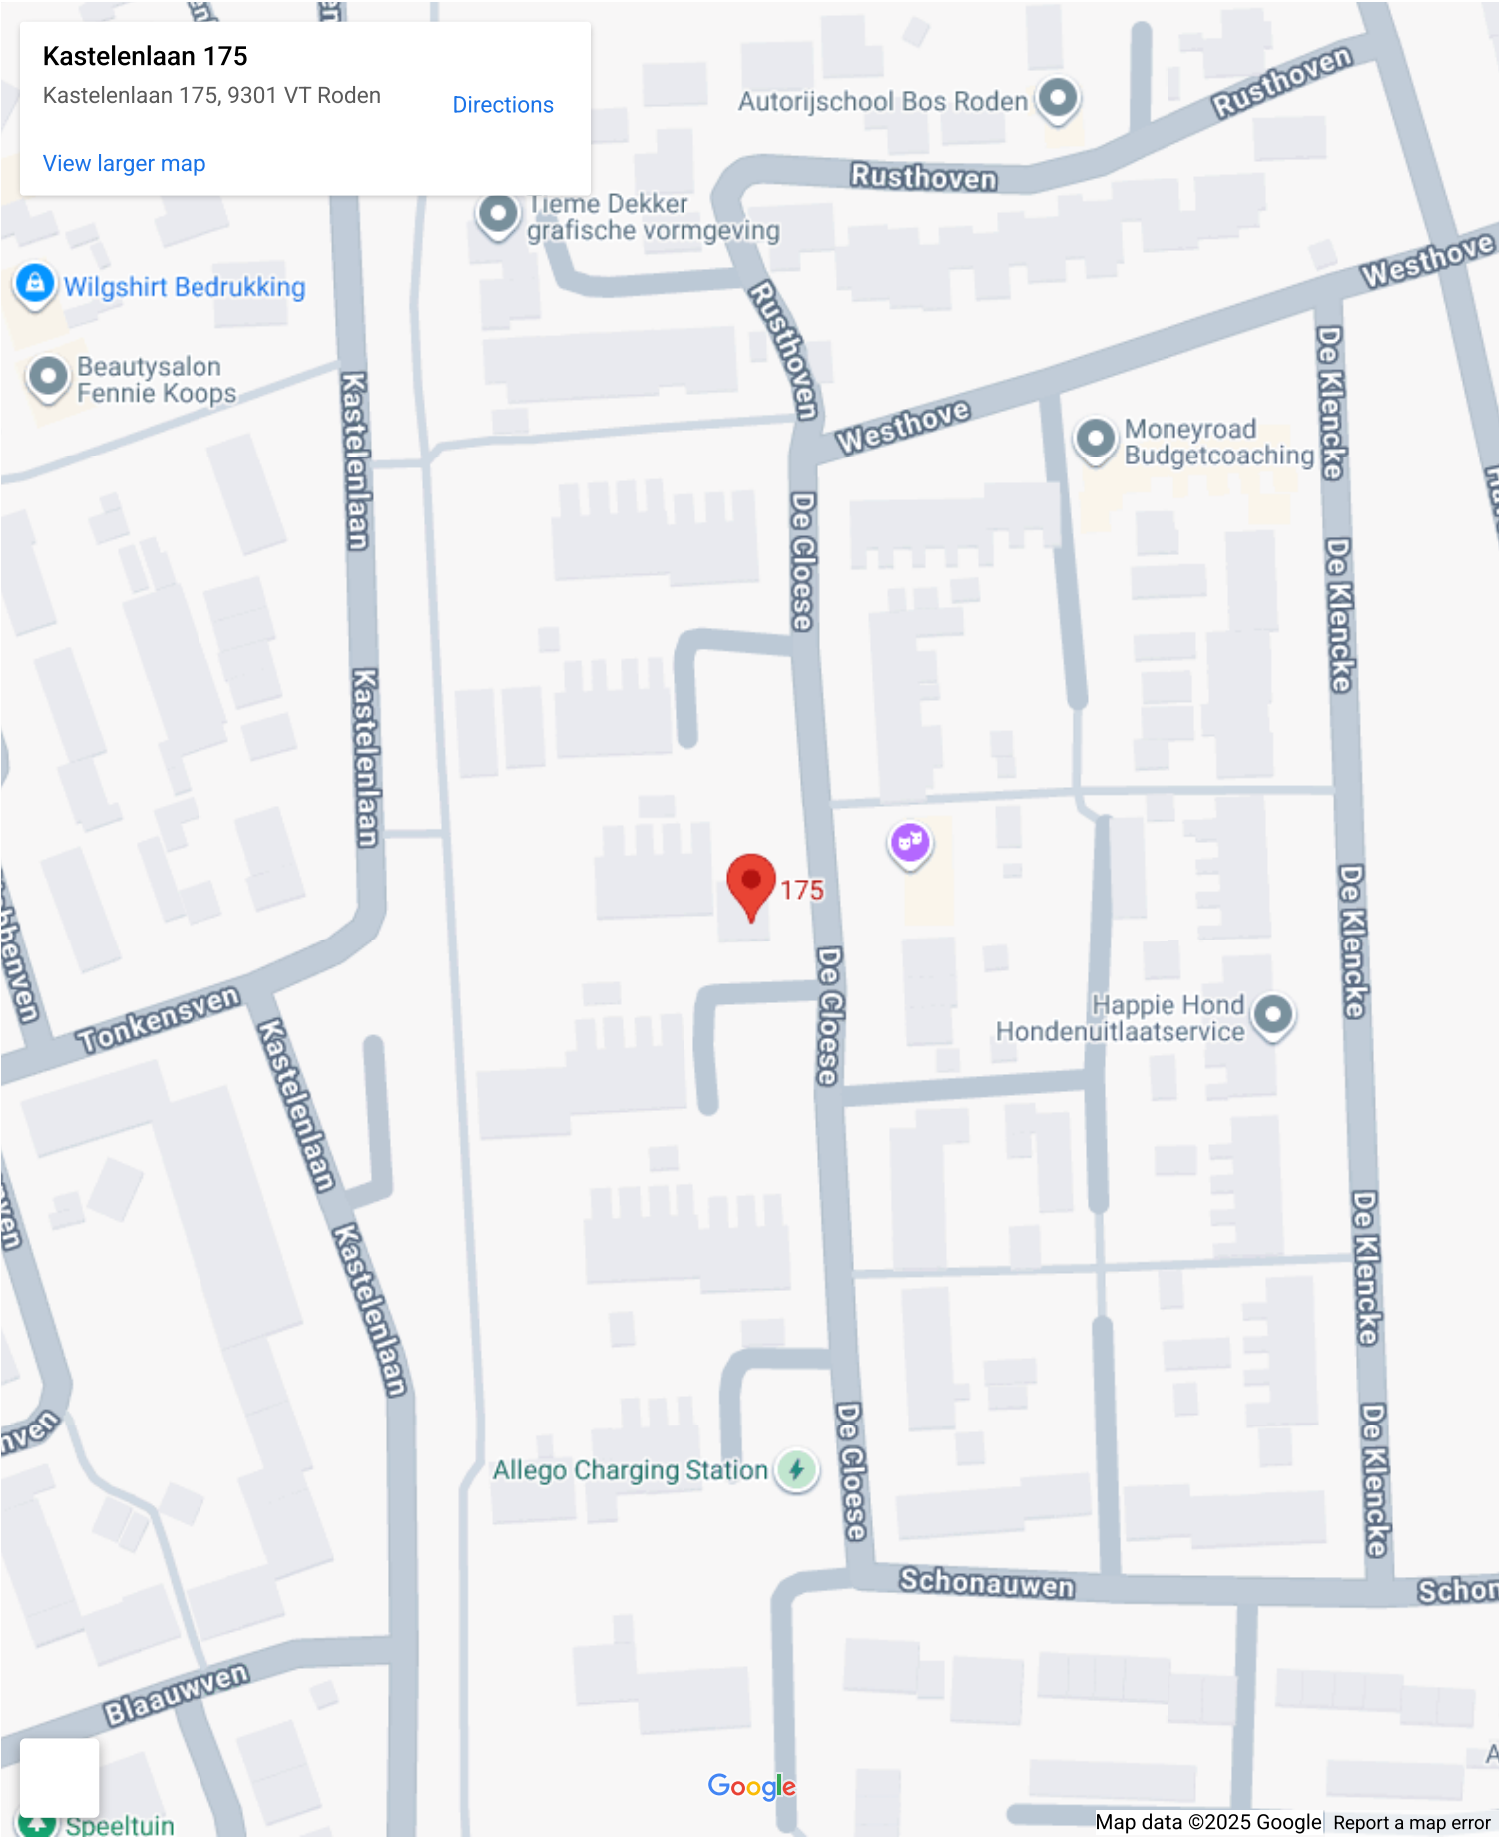 Kastelenlaan 175
Kastelenlaan 175, 9301 VT Roden
Directions
View larger map
Autorijschool Bos Roden
Rusthoven
Rusthoven
Tieme Dekker
grafische vormgeving
Westhove
Wilgshirt Bedrukking
Rusthoven
De Klencke
Beautysalon
Fennie Koops
Kastelenlaan
Westhove
Moneyroad
Budgetcoaching
De Cloese
De Klencke
Kastelenlaan
175
De Klencke
De Cloese
Tonkensven
Happie Hond
Hondenuitlaatservice
Kastelenlaan
De Klencke
Kastelenlaan
De Cloese
De Klencke
Allego Charging Station
Schonauwen
Schon
Blaauwven
Google
Speeltuin
Map data ©2025 Google
Report a map error